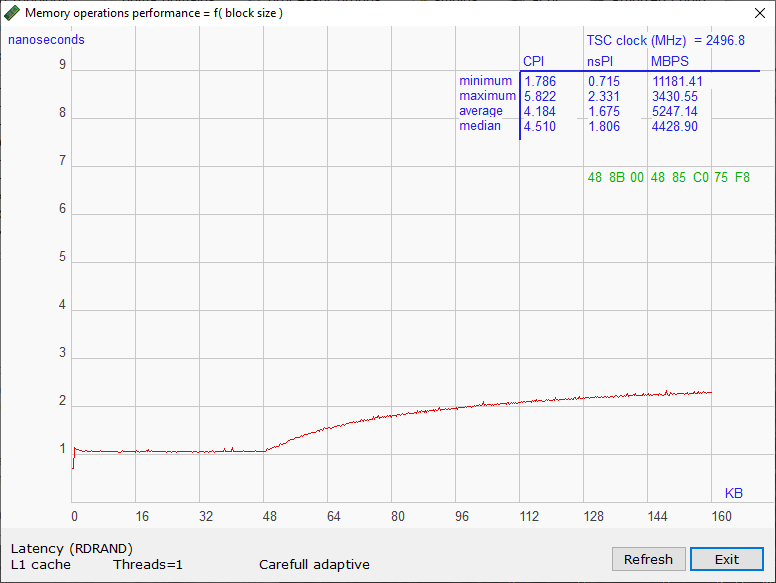 Memory operations performance = f( block size )
nanoseconds
TSC clock (MHz) = 2496.8
CPI nsPI MBPS
minimum 1.786 0.715 11181.41
maximum 5.822 2.331 3430.55
average 4.184 1.675 5247.14
median 4.510 1.806 4428.90
48 8B 00 48 85 C0 75 F8
9
8
7
6
5
4
3
2
1
KB
0 16 32 48 64 80 96 112 128 144 160
Latency (RDRAND)
L1 cache Threads=1 Carefull adaptive
Refresh Exit